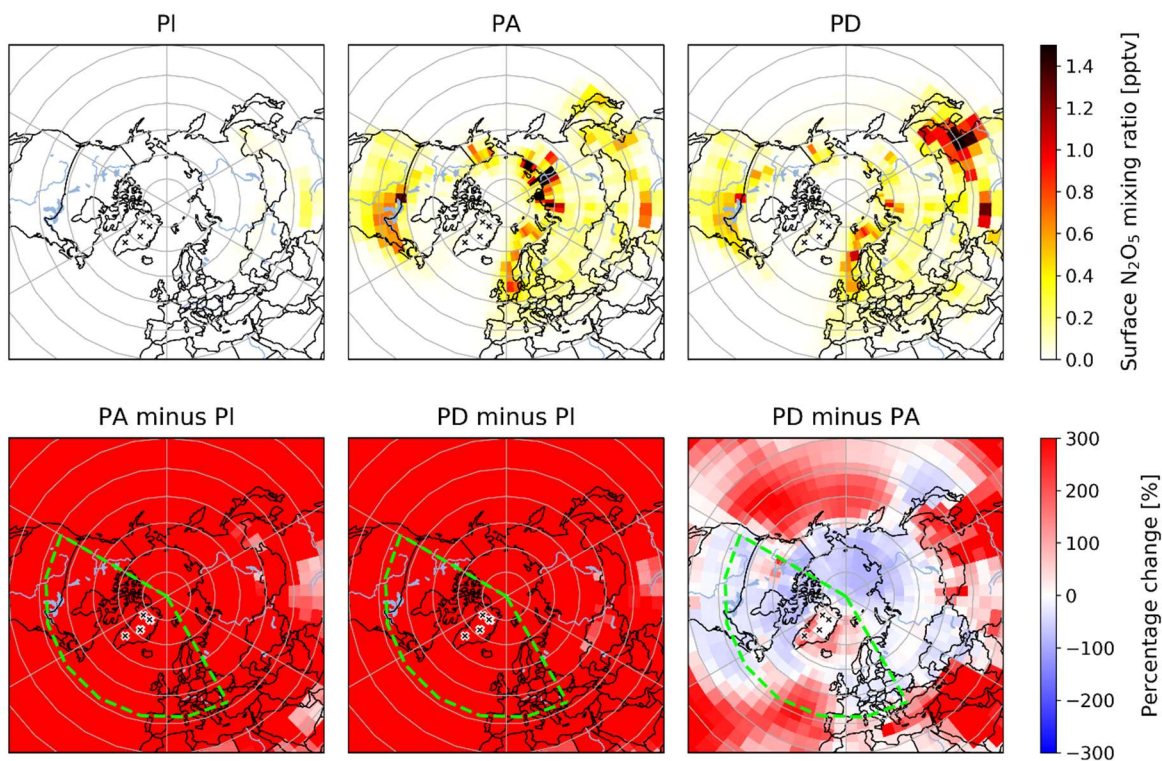 PI
PA
PD
1.4
1.2
1.0
0.8
0.6
0.4
0.2
0.0
Surface N₂O₅ mixing ratio [pptv]
PA minus PI
PD minus PI
PD minus PA
300
200
100
0
−100
−200
−300
Percentage change [%]